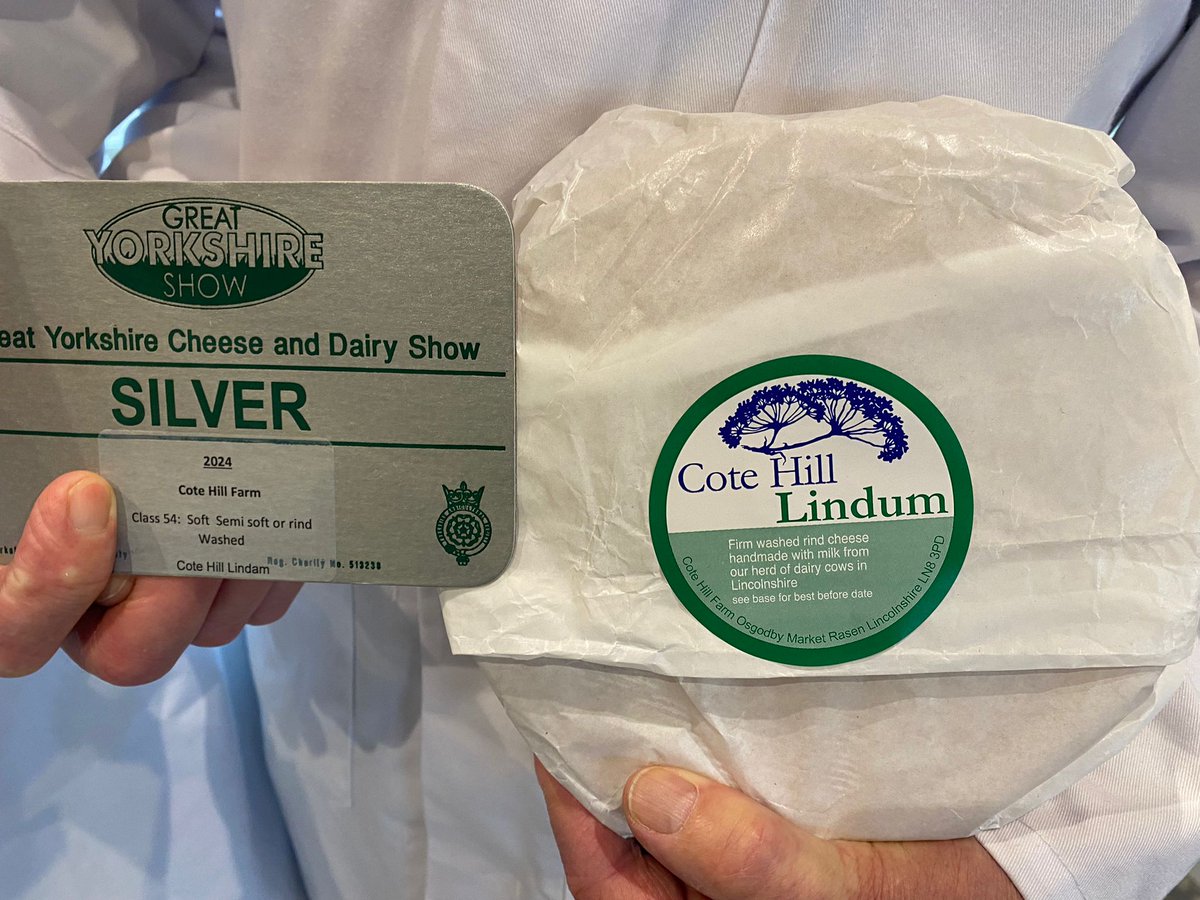 GREAT
YORKSHIRE
SHOW
eat Yorkshire Cheese and Dairy Show
SILVER
2024
Cote Hill Farm
Class 54: Soft Semi soft or rind
Washed
Cote Hill Lindam
Reg. Charity No. 513238
Cote Hill
Lindum
Firm washed rind cheese
handmade with milk from
our herd of dairy cows in
Lincolnshire
see base for best before date
Cote Hill Farm Osgodby Market Rasen Lincolnshire LN8 3PD